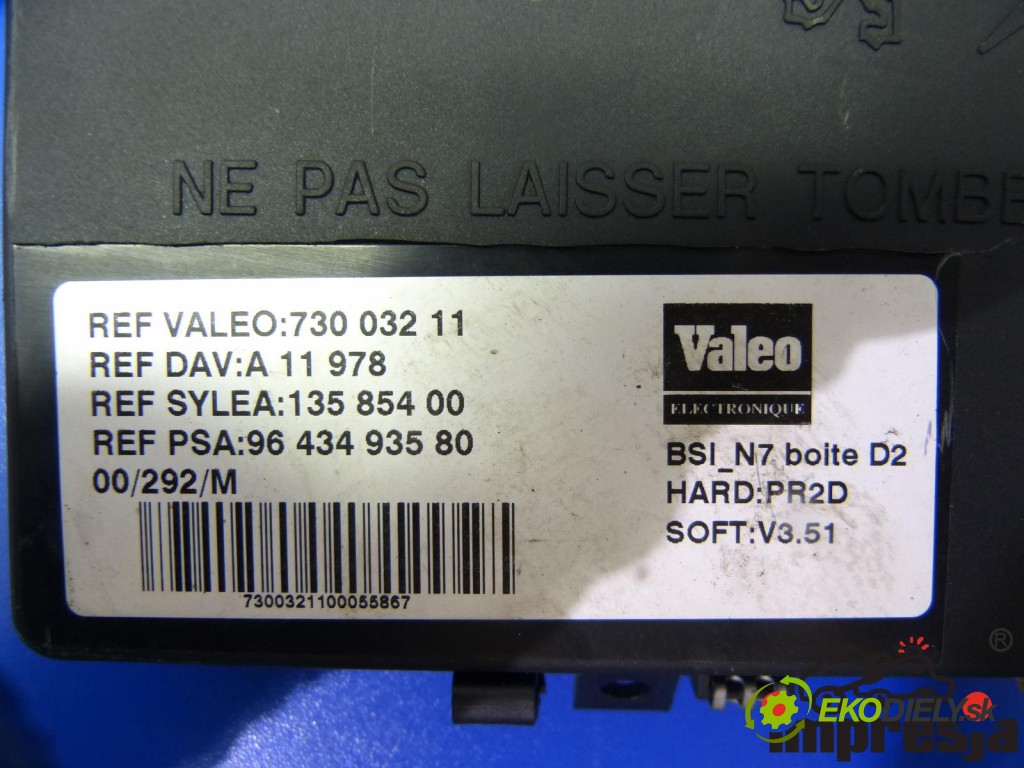 NE PAS LAISSER TOMBE
REF VALEO:730 032 11
REF DAV:A 11 978
REF SYLEA:135 854 00
REF PSA:96 434 935 80
00/292/M
7300321100055867
Valeo
ELECTRONIQUE
BSI_N7 boite D2
HARD:PR2D
SOFT:V3.51
®
EKODIELY.sk
impresja